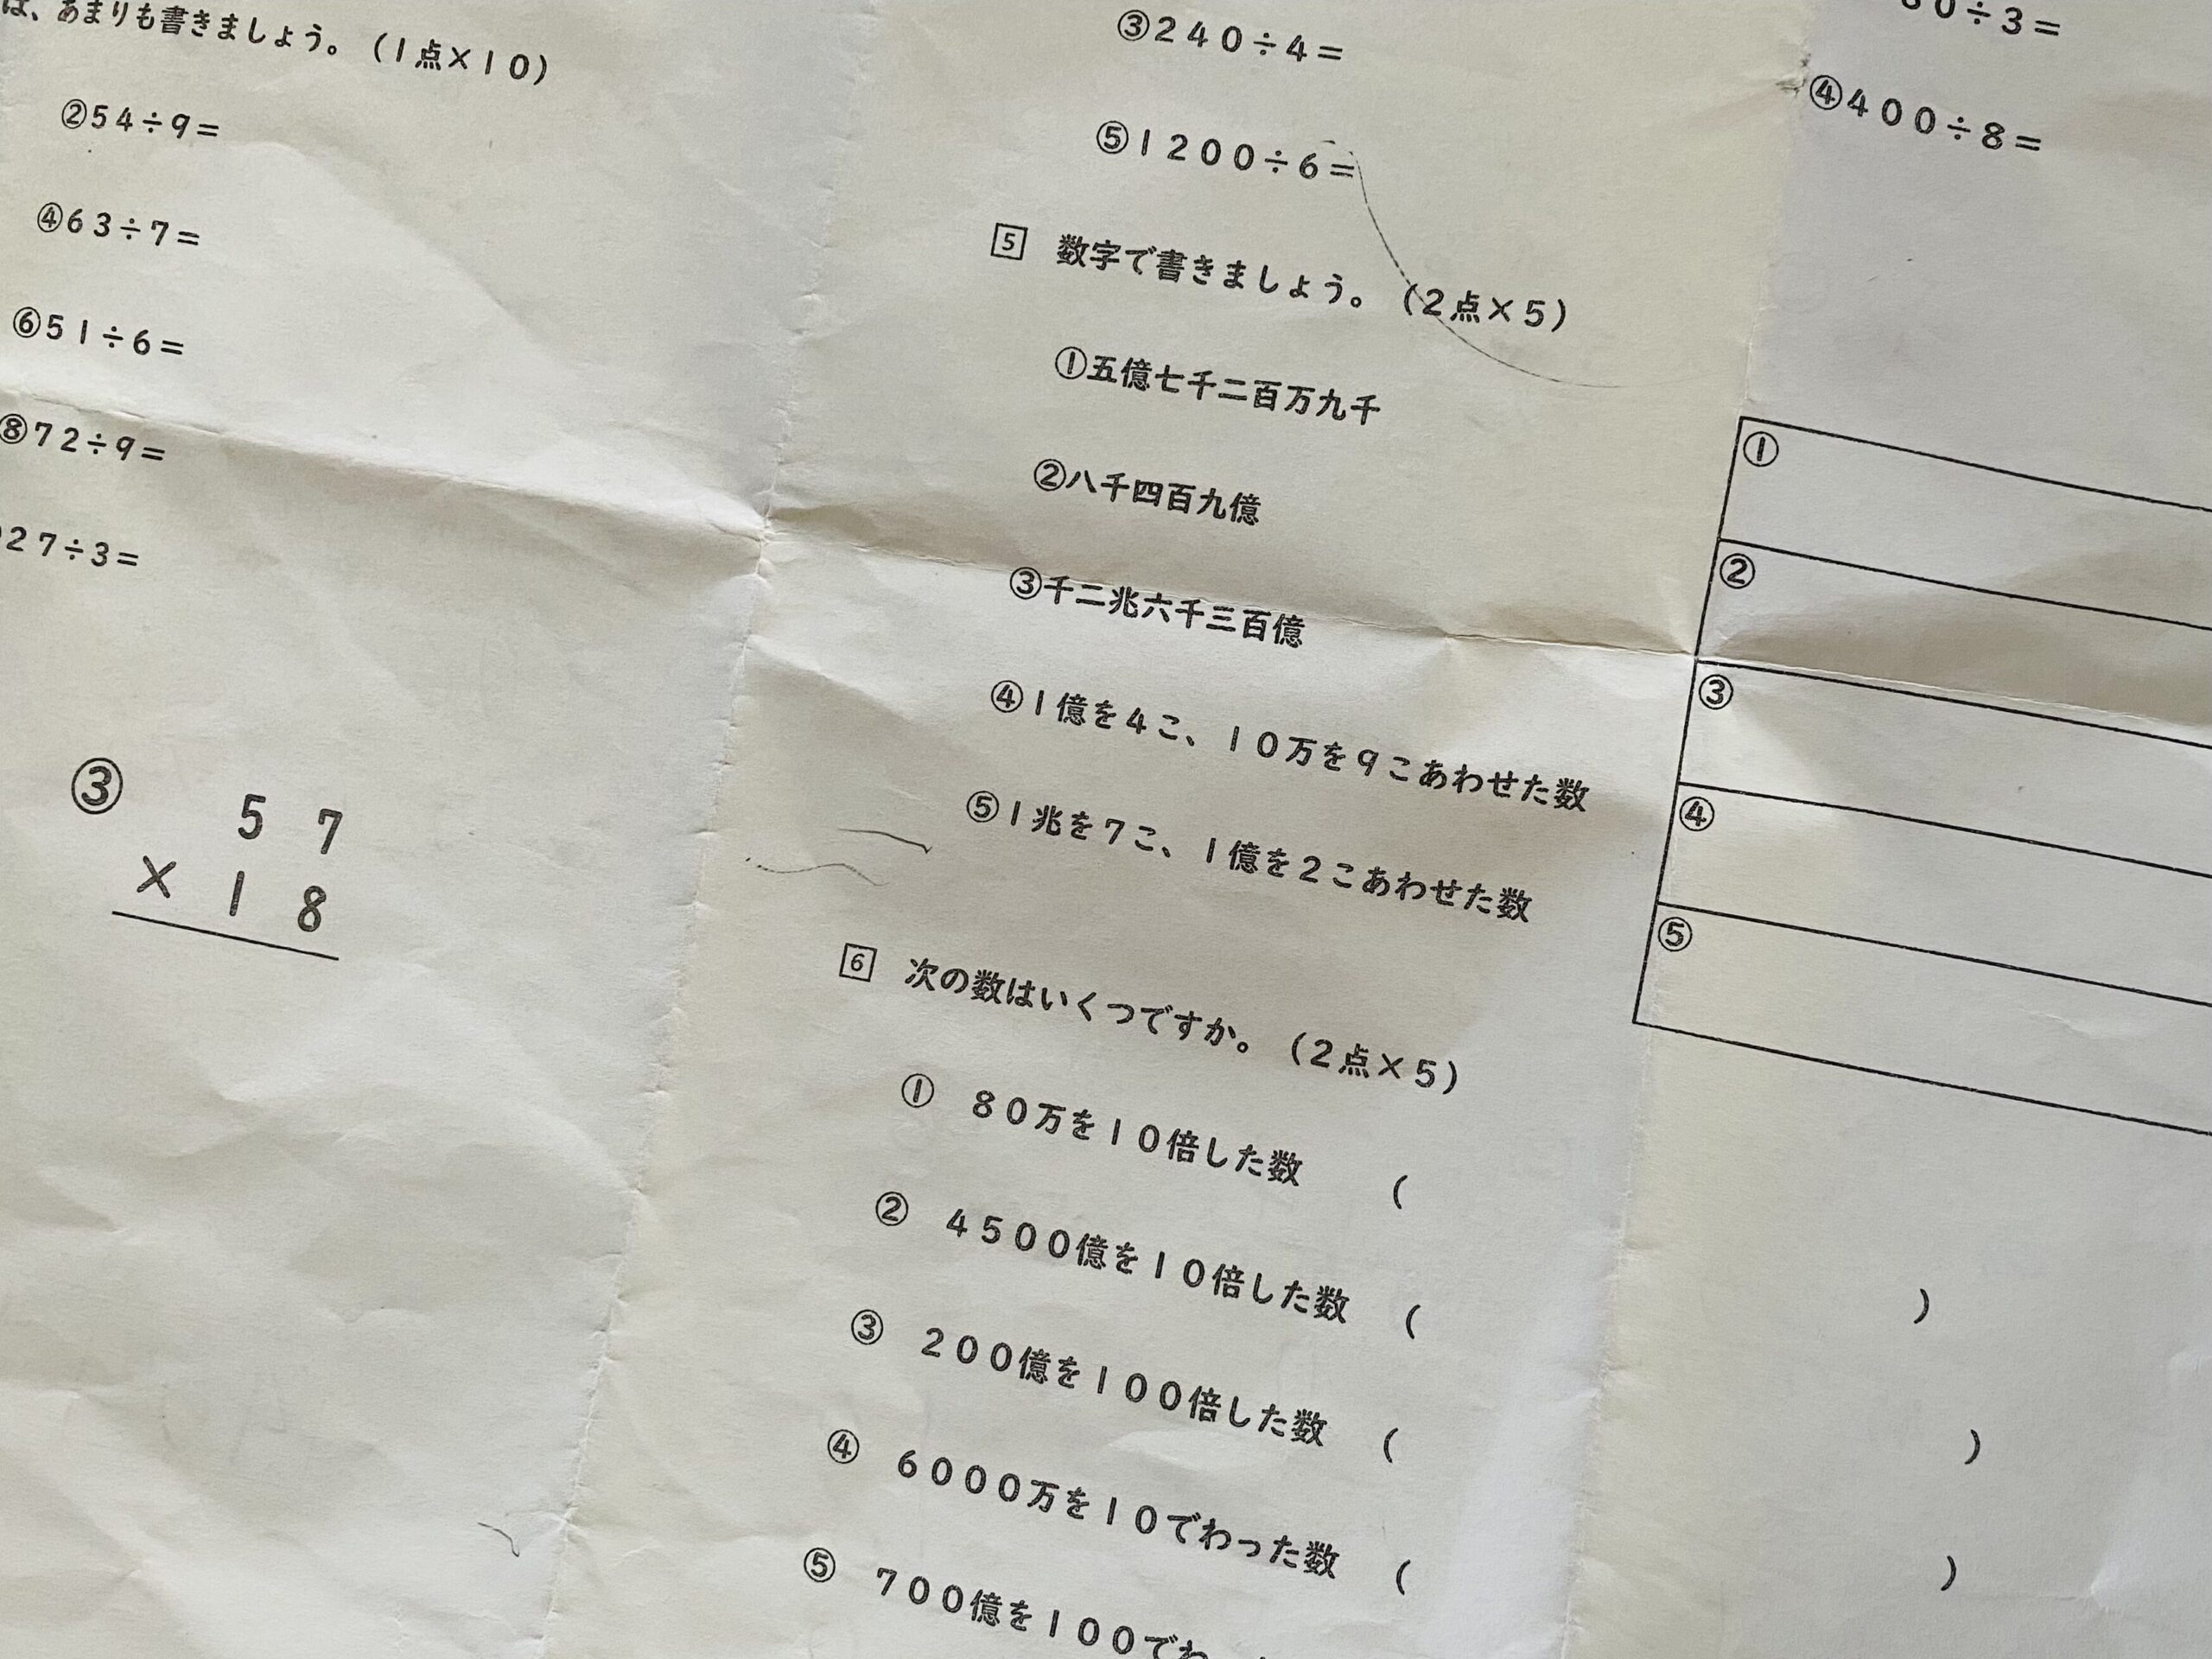 は、あまりも書きましょう。（1点×10）
②54÷9=
④63÷7=
⑥51÷6=
⑧72÷9=
27÷3=
③
57
×18
③240÷4=
0÷3=
④400÷8=
⑤1200÷6=
5 数字で書きましょう。（2点×5）
①五億七千二百万九千
②八千四百九億
③千二兆六千三百億
④1億を4こ、10万を9こあわせた数
⑤1兆を7こ、1億を2こあわせた数
①
②
③
④
⑤
6 次の数はいくつですか。（2点×5）
① 80万を10倍した数 （
② 4500億を10倍した数 （ ）
③ 200億を100倍した数 （ ）
④ 6000万を10でわった数 （ ）
⑤ 700億を100でわ